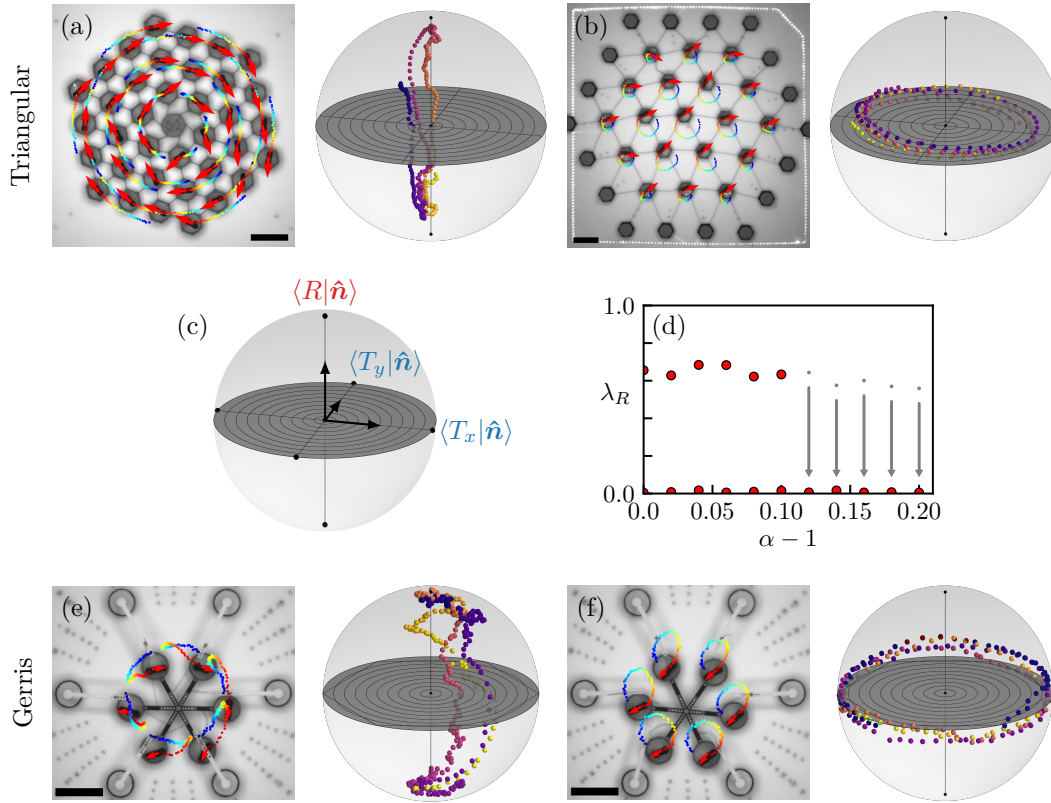 Triangular
(a)
(b)
(c)
⟨R|n̂⟩
⟨T_y|n̂⟩
⟨T_x|n̂⟩
(d)
1.0
λ_R
0.0
0.0 0.05 0.10 0.15 0.20
α − 1
Gerris
(e)
(f)